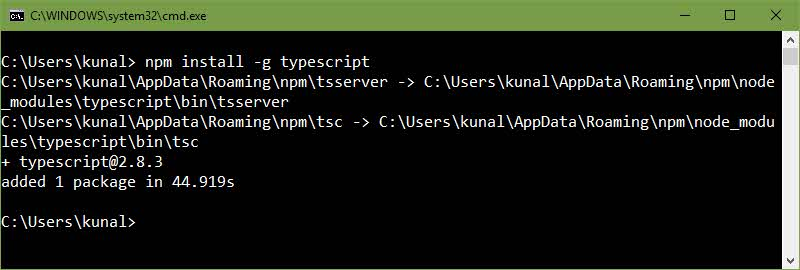 C:\WINDOWS\system32\cmd.exe
C:\Users\kunal> npm install -g typescript
C:\Users\kunal\AppData\Roaming\npm\tsserver -> C:\Users\kunal\AppData\Roaming\npm\node
_modules\typescript\bin\tsserver
C:\Users\kunal\AppData\Roaming\npm\tsc -> C:\Users\kunal\AppData\Roaming\npm\node_modu
les\typescript\bin\tsc
+ typescript@2.8.3
added 1 package in 44.919s
C:\Users\kunal>